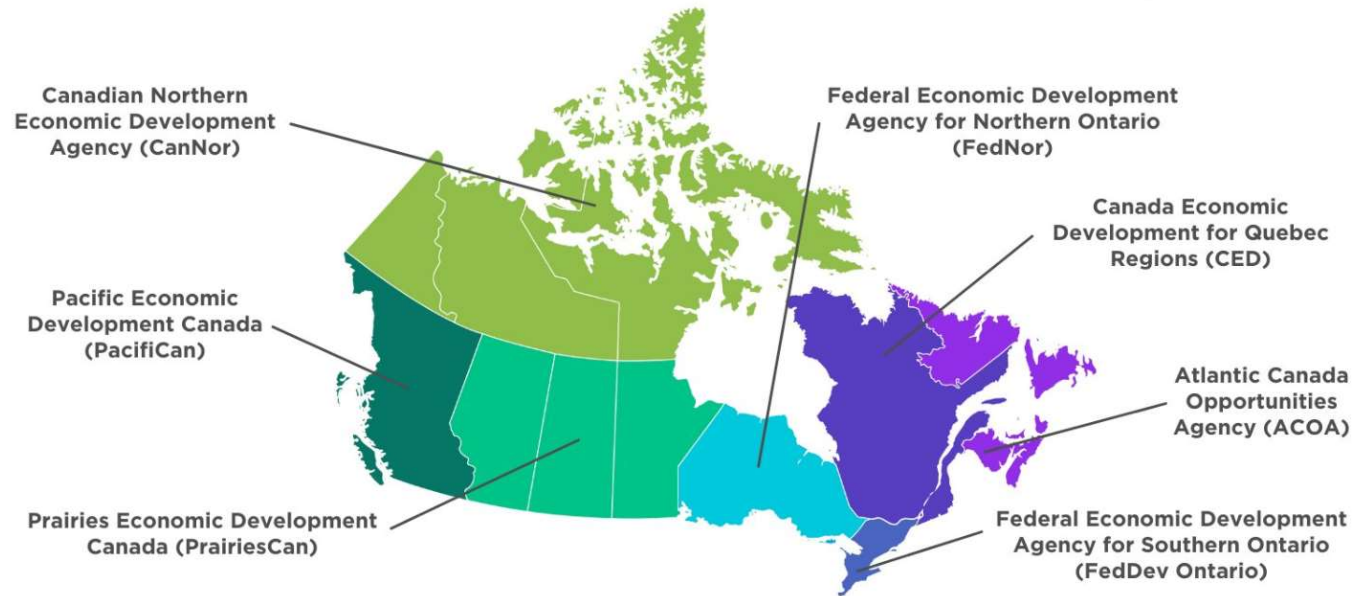 Canadian Northern
Economic Development
Agency (CanNor)
Federal Economic Development
Agency for Northern Ontario
(FedNor)
Canada Economic
Development for Quebec
Regions (CED)
Pacific Economic
Development Canada
(PacifiCan)
Atlantic Canada
Opportunities
Agency (ACOA)
Prairies Economic Development
Canada (PrairiesCan)
Federal Economic Development
Agency for Southern Ontario
(FedDev Ontario)